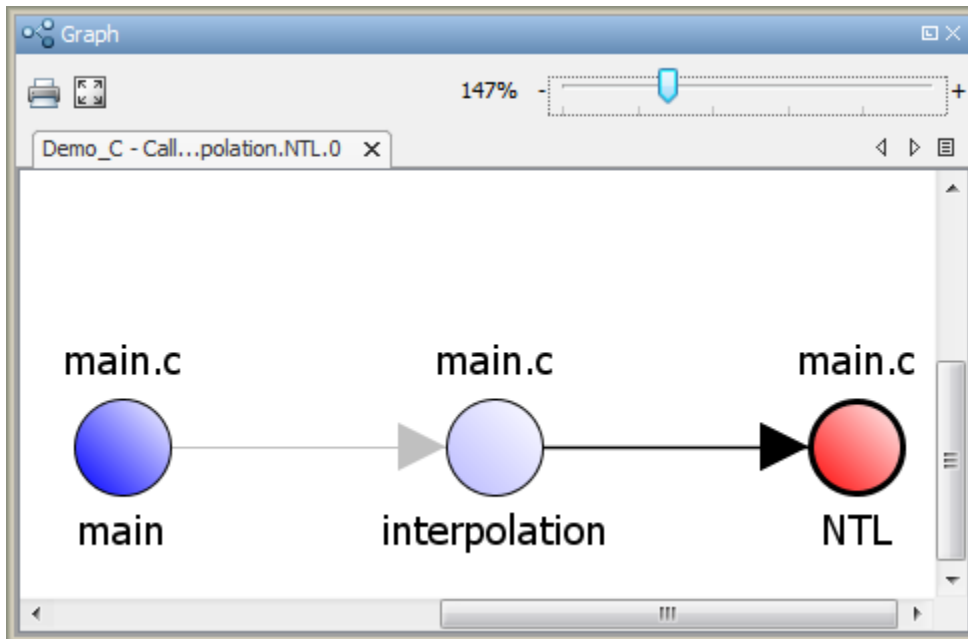 Graph
147% - +
Demo_C - Call...polation.NTL.0
main.c main.c main.c
main interpolation NTL